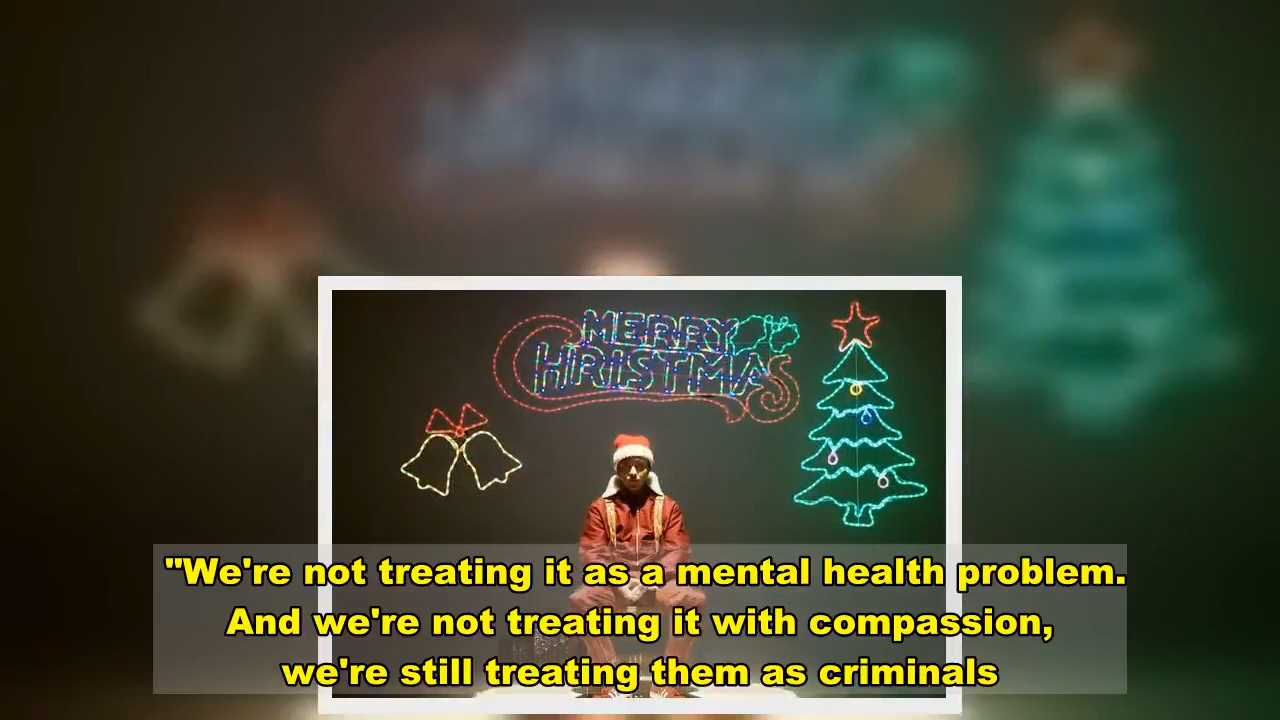 MERRY
CHRISTMAS
"We're not treating it as a mental health problem.
And we're not treating it with compassion,
we're still treating them as criminals